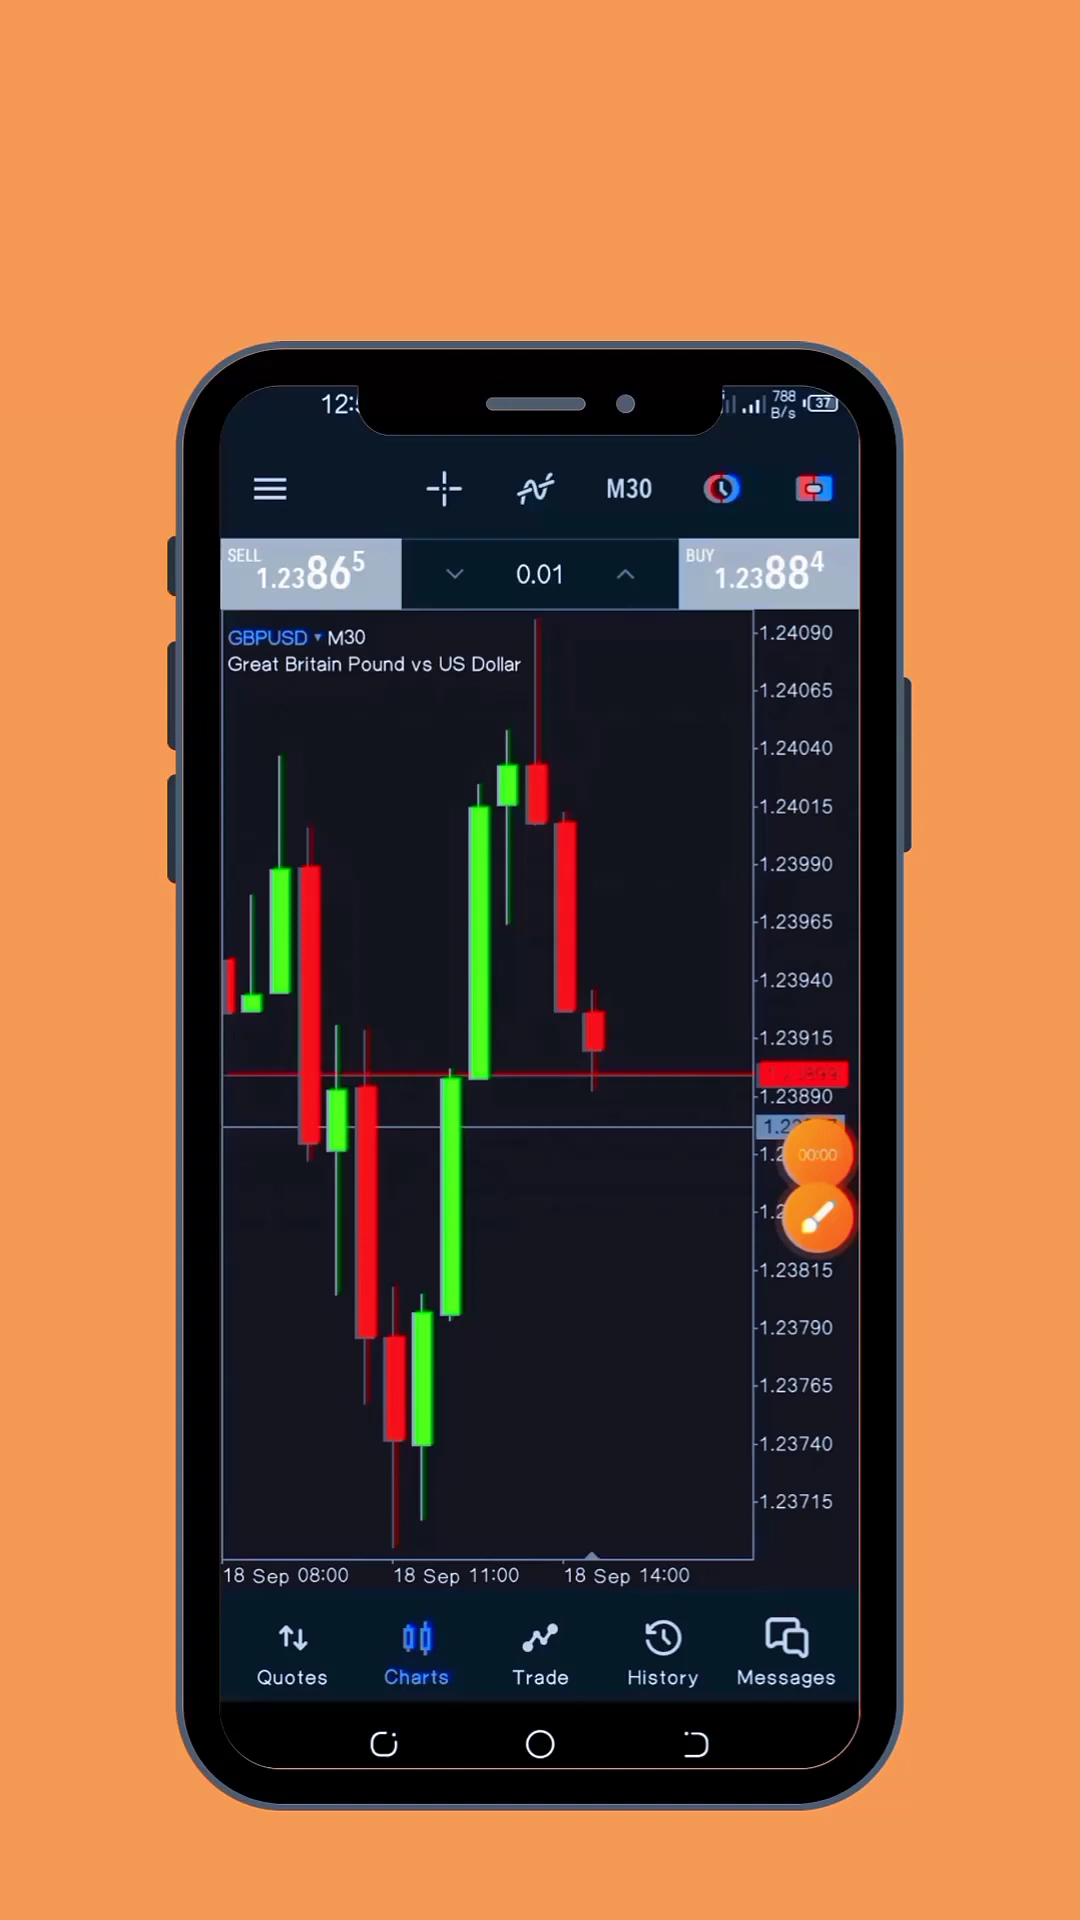 788
B/s
37
M30
SELL
1.23865
0.01
BUY
1.23884
GBPUSD M30
Great Britain Pound vs US Dollar
1.24090
1.24065
1.24040
1.24015
1.23990
1.23965
1.23940
1.23915
1.23899
1.23890
00:00
1.23815
1.23790
1.23765
1.23740
1.23715
18 Sep 08:00
18 Sep 11:00
18 Sep 14:00
Quotes
Charts
Trade
History
Messages